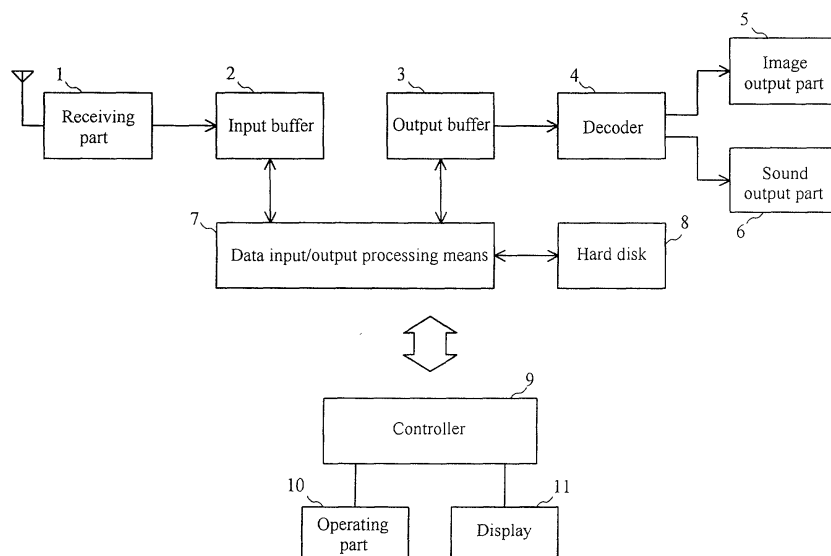 5
Image
output part
1
Receiving
part
2
Input buffer
3
Output buffer
4
Decoder
Sound
output part
6
7
Data input/output processing means
8
Hard disk
9
Controller
10
Operating
part
11
Display